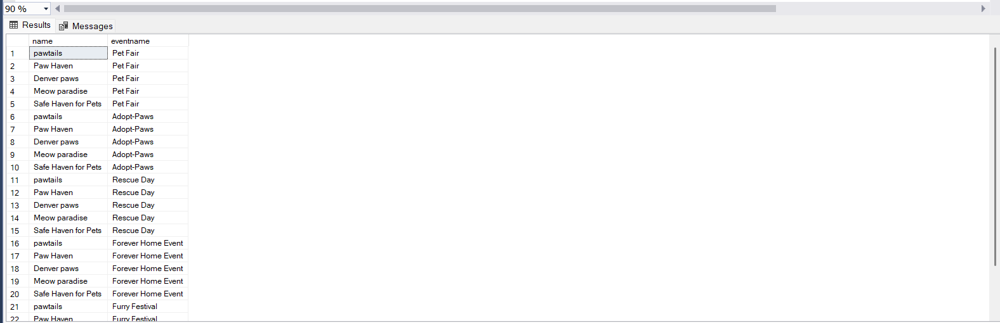 90 %
Results Messages
name eventname
1 pawtails Pet Fair
2 Paw Haven Pet Fair
3 Denver paws Pet Fair
4 Meow paradise Pet Fair
5 Safe Haven for Pets Pet Fair
6 pawtails Adopt-Paws
7 Paw Haven Adopt-Paws
8 Denver paws Adopt-Paws
9 Meow paradise Adopt-Paws
10 Safe Haven for Pets Adopt-Paws
11 pawtails Rescue Day
12 Paw Haven Rescue Day
13 Denver paws Rescue Day
14 Meow paradise Rescue Day
15 Safe Haven for Pets Rescue Day
16 pawtails Forever Home Event
17 Paw Haven Forever Home Event
18 Denver paws Forever Home Event
19 Meow paradise Forever Home Event
20 Safe Haven for Pets Forever Home Event
21 pawtails Furry Festival
22 Paw Haven Furry Festival